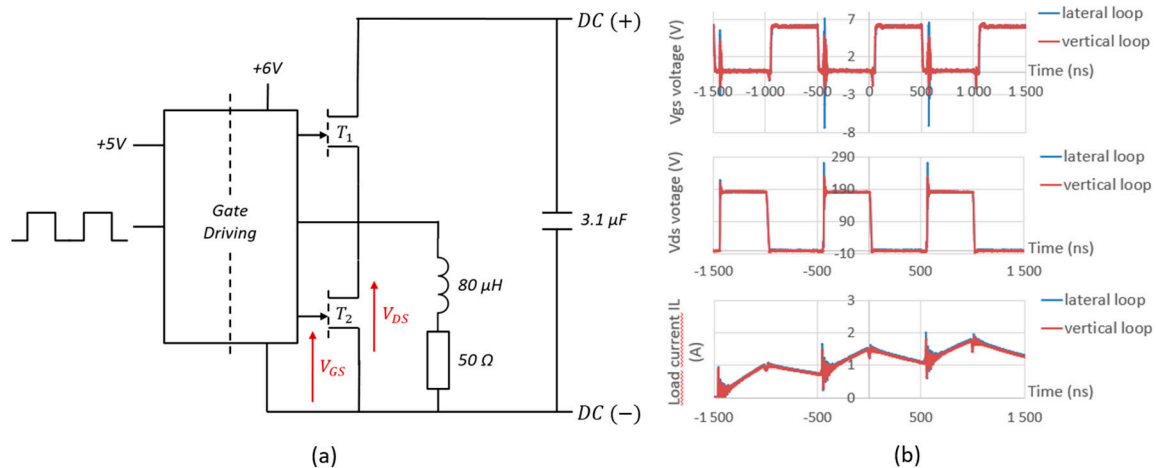 DC (+)
+6V
+5V
T1
Gate
Driving
3.1 µF
80 µH
T2
VDS
50 Ω
VGS
DC (−)
(a)
Vgs voltage (V)
7
2
-3
-8
-1 500 -1 000 -500 0 500 1 000 1 500
Time (ns)
lateral loop
vertical loop
Vds votage (V)
290
190
90
-10
-1 500 -500 500 1 500
Time (ns)
lateral loop
vertical loop
Load current IL
(A)
3
2
1
0
-1 500 -500 500 1 500
Time (ns)
lateral loop
vertical loop
(b)